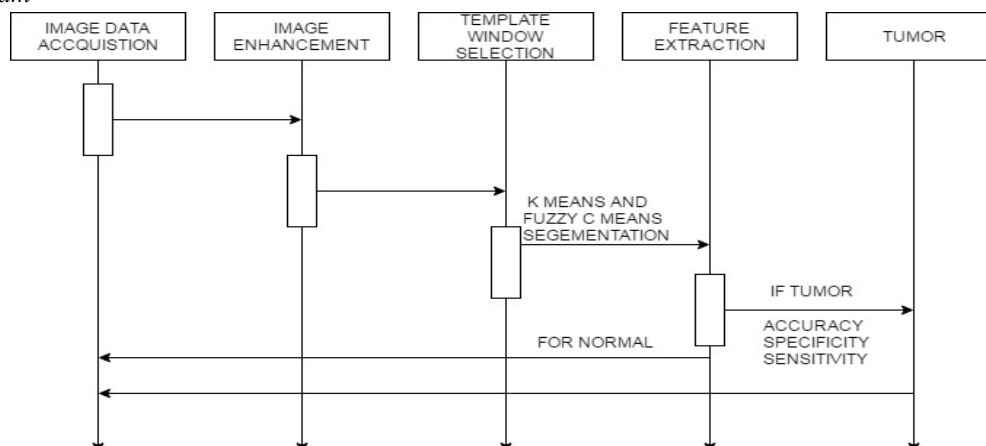 IMAGE DATA
ACCQUISTION
IMAGE
ENHANCEMENT
TEMPLATE
WINDOW
SELECTION
FEATURE
EXTRACTION
TUMOR
K MEANS AND
FUZZY C MEANS
SEGEMENTATION
IF TUMOR
ACCURACY
SPECIFICITY
SENSITIVITY
FOR NORMAL